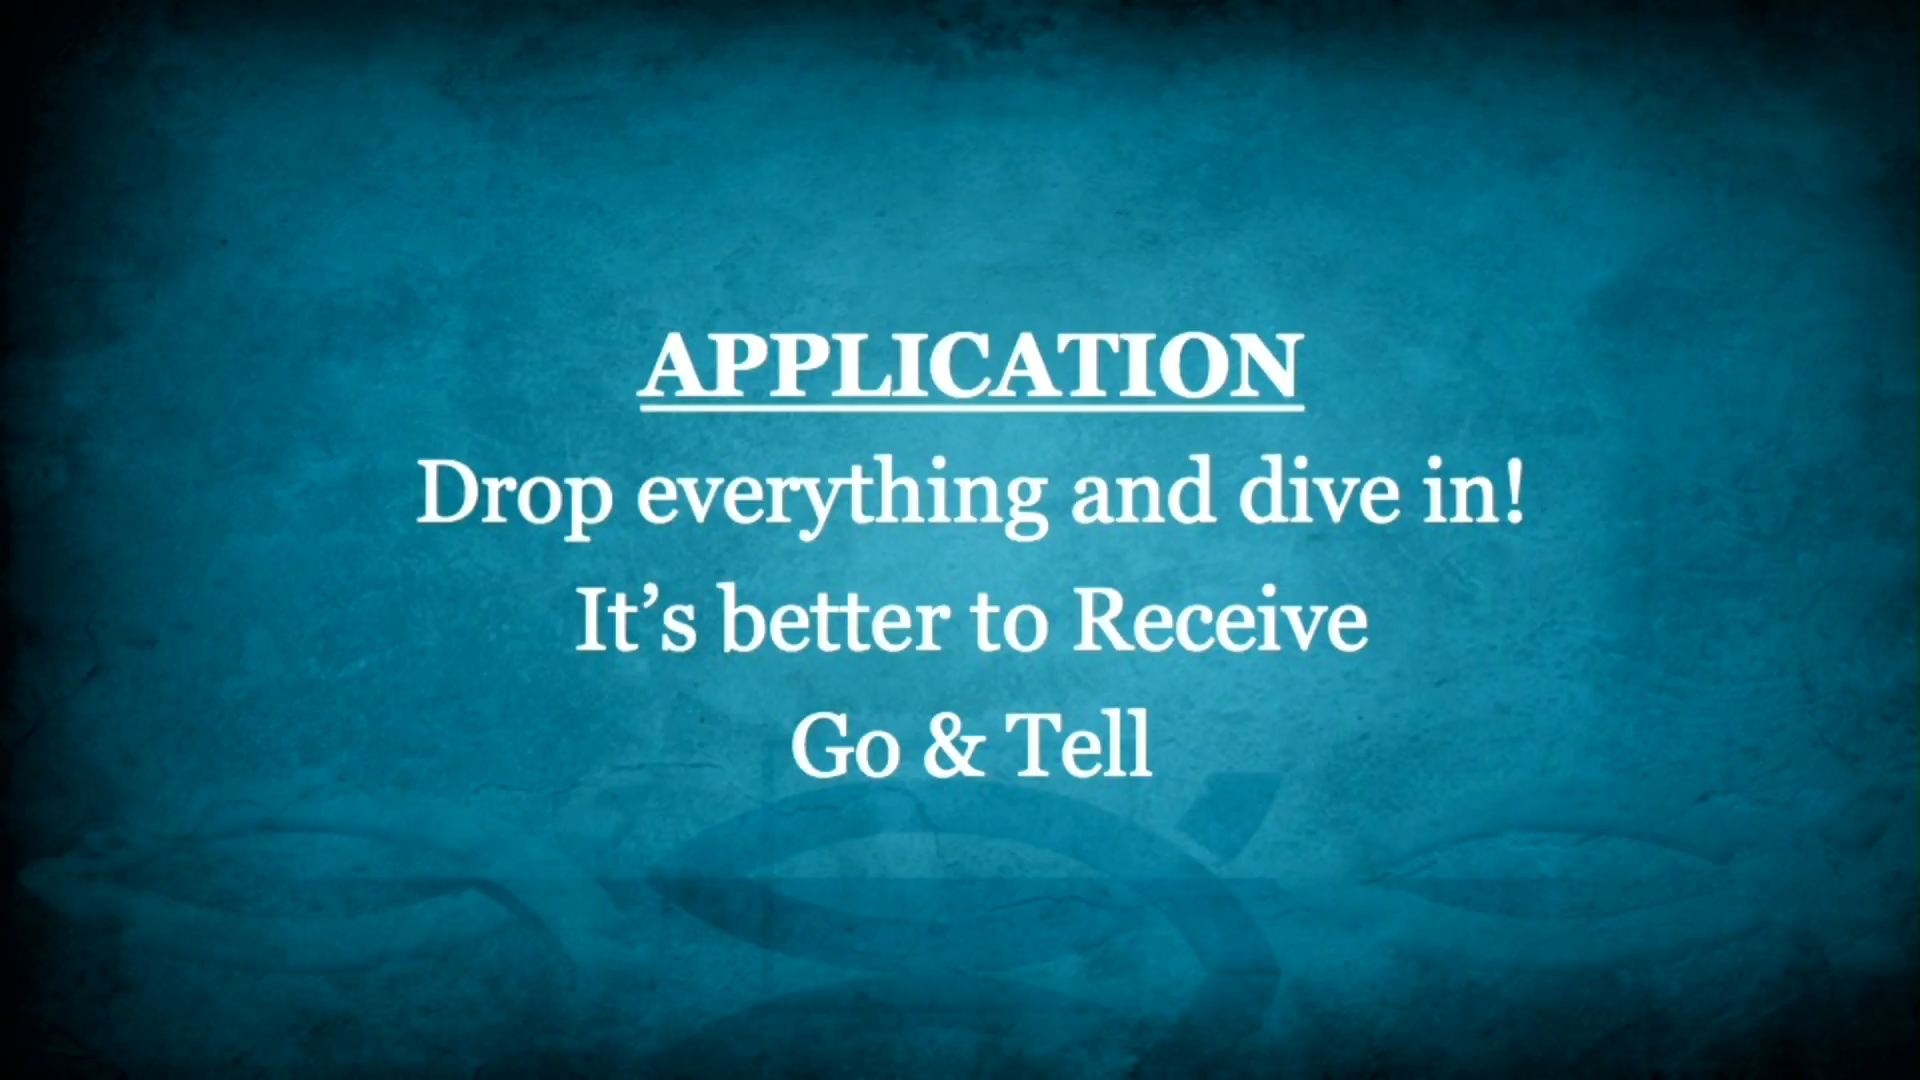 APPLICATION
Drop everything and dive in!
It’s better to Receive
Go & Tell